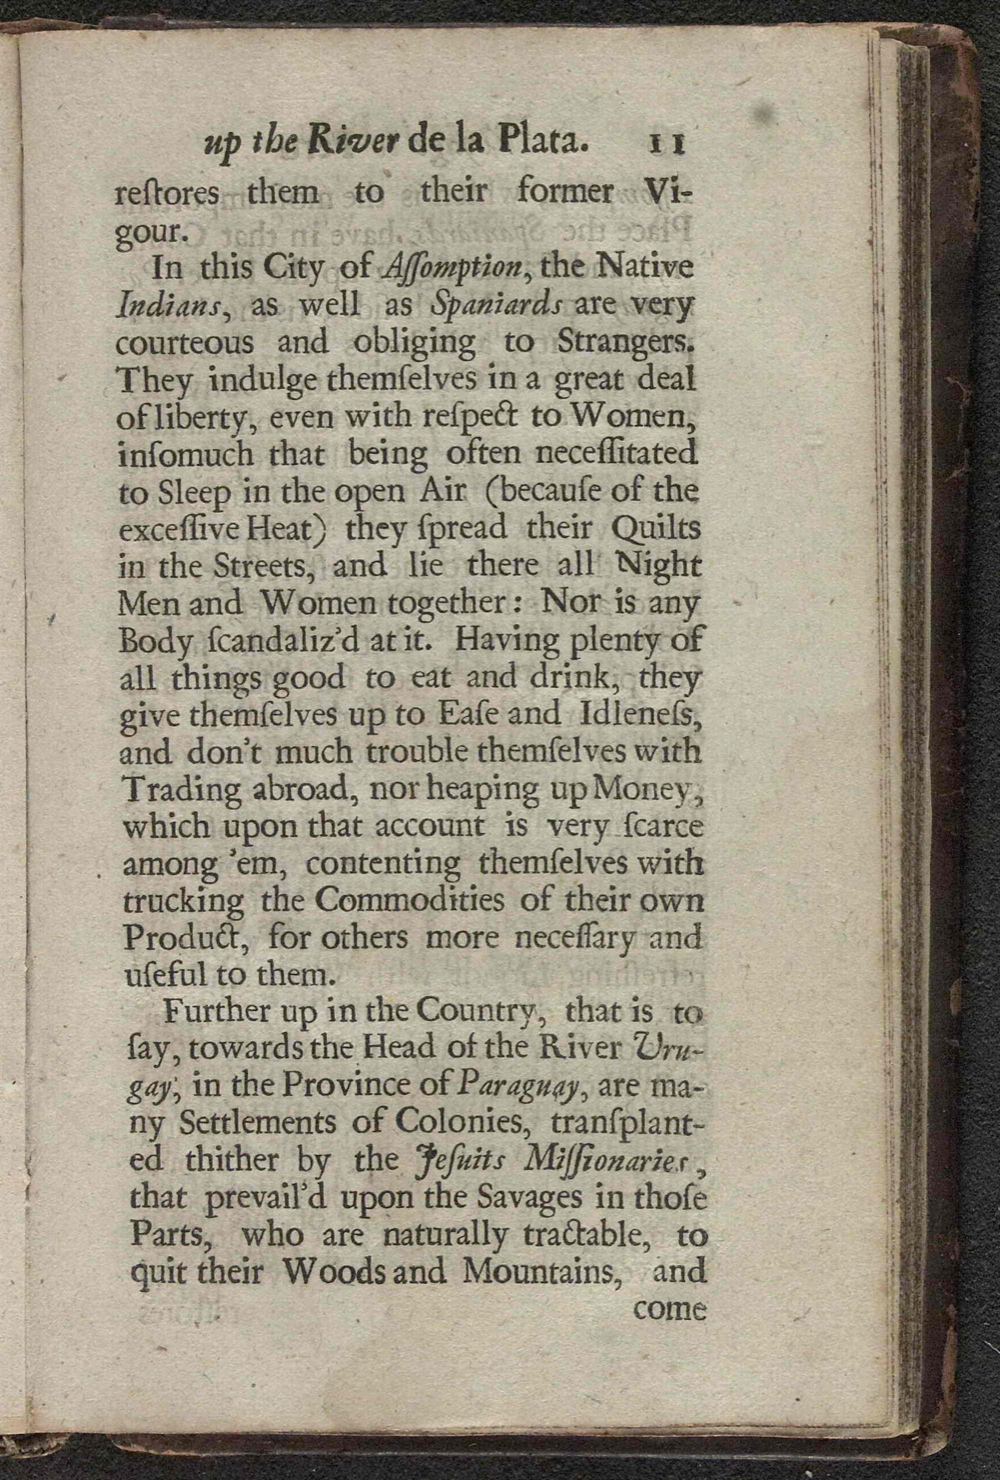 up the River de la Plata. 11
reſtores them to their former Vi-
gour.
In this City of Aſſomption, the Native
Indians, as well as Spaniards are very
courteous and obliging to Strangers.
They indulge themſelves in a great deal
of liberty, even with reſpect to Women,
inſomuch that being often neceſſitated
to Sleep in the open Air (becauſe of the
exceſſive Heat) they ſpread their Quilts
in the Streets, and lie there all Night
Men and Women together: Nor is any
Body ſcandaliz'd at it. Having plenty of
all things good to eat and drink, they
give themſelves up to Eaſe and Idleneſs,
and don't much trouble themſelves with
Trading abroad, nor heaping up Money,
which upon that account is very ſcarce
among 'em, contenting themſelves with
trucking the Commodities of their own
Product, for others more neceſſary and
uſeful to them.
Further up in the Country, that is to
ſay, towards the Head of the River Uru-
gay, in the Province of Paraguay, are ma-
ny Settlements of Colonies, tranſplant-
ed thither by the Jeſuits Miſſionaries,
that prevail'd upon the Savages in thoſe
Parts, who are naturally tractable, to
quit their Woods and Mountains, and
come